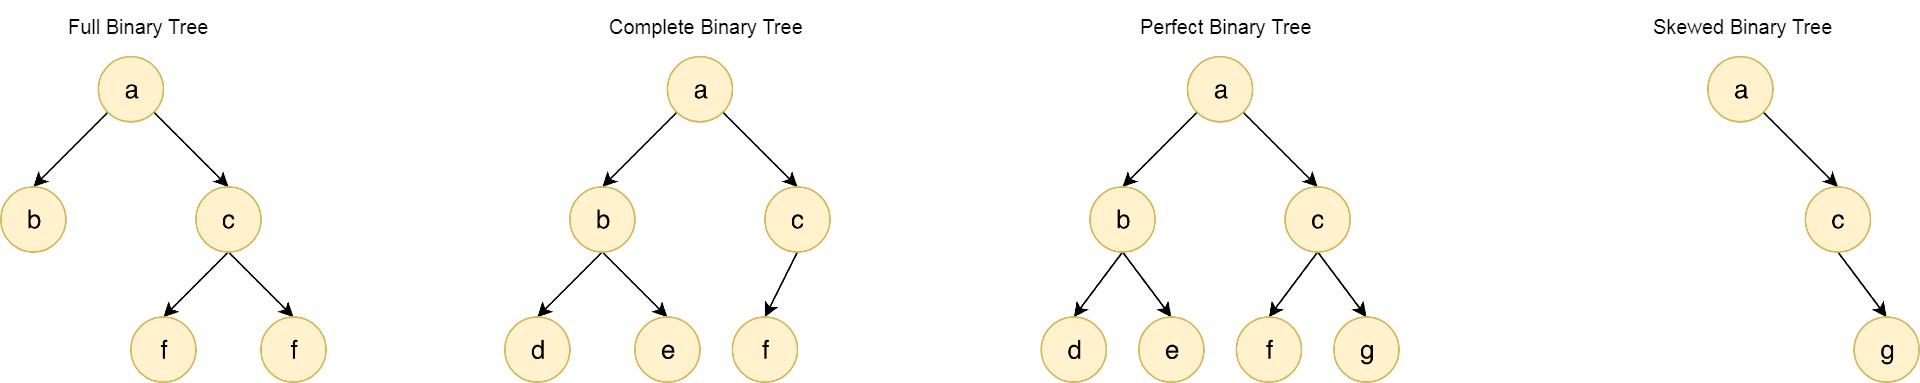 Full Binary Tree
a
b
c
f
f
Complete Binary Tree
a
b
c
d
e
f
Perfect Binary Tree
a
b
c
d
e
f
g
Skewed Binary Tree
a
c
g